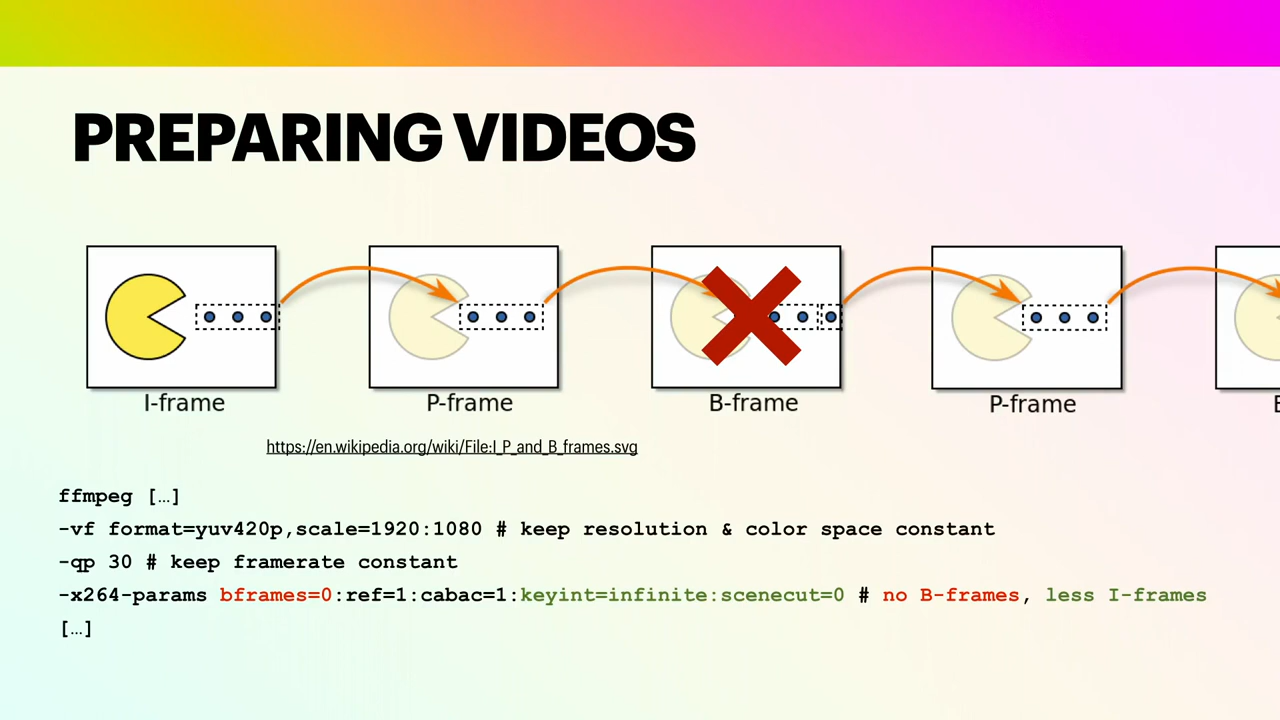 PREPARING VIDEOS
I-frame
P-frame
B-frame
P-frame
https://en.wikipedia.org/wiki/File:I_P_and_B_frames.svg
ffmpeg […]
-vf format=yuv420p,scale=1920:1080 # keep resolution & color space constant
-qp 30 # keep framerate constant
-x264-params bframes=0:ref=1:cabac=1:keyint=infinite:scenecut=0 # no B-frames, less I-frames
[…]